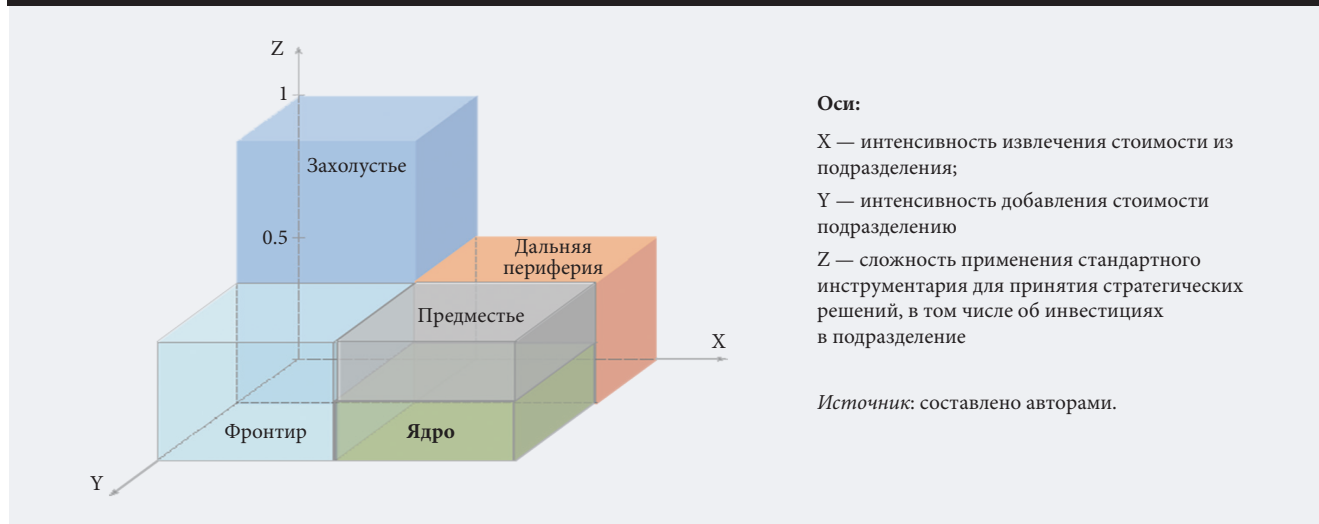 Z
1
Захолустье
0.5
Дальняя
периферия
Предместье
X
Фронтир
Ядро
Y
Оси:
X — интенсивность извлечения стоимости из
подразделения;
Y — интенсивность добавления стоимости
подразделению
Z — сложность применения стандартного
инструментария для принятия стратегических
решений, в том числе об инвестициях
в подразделение
Источник: составлено авторами.